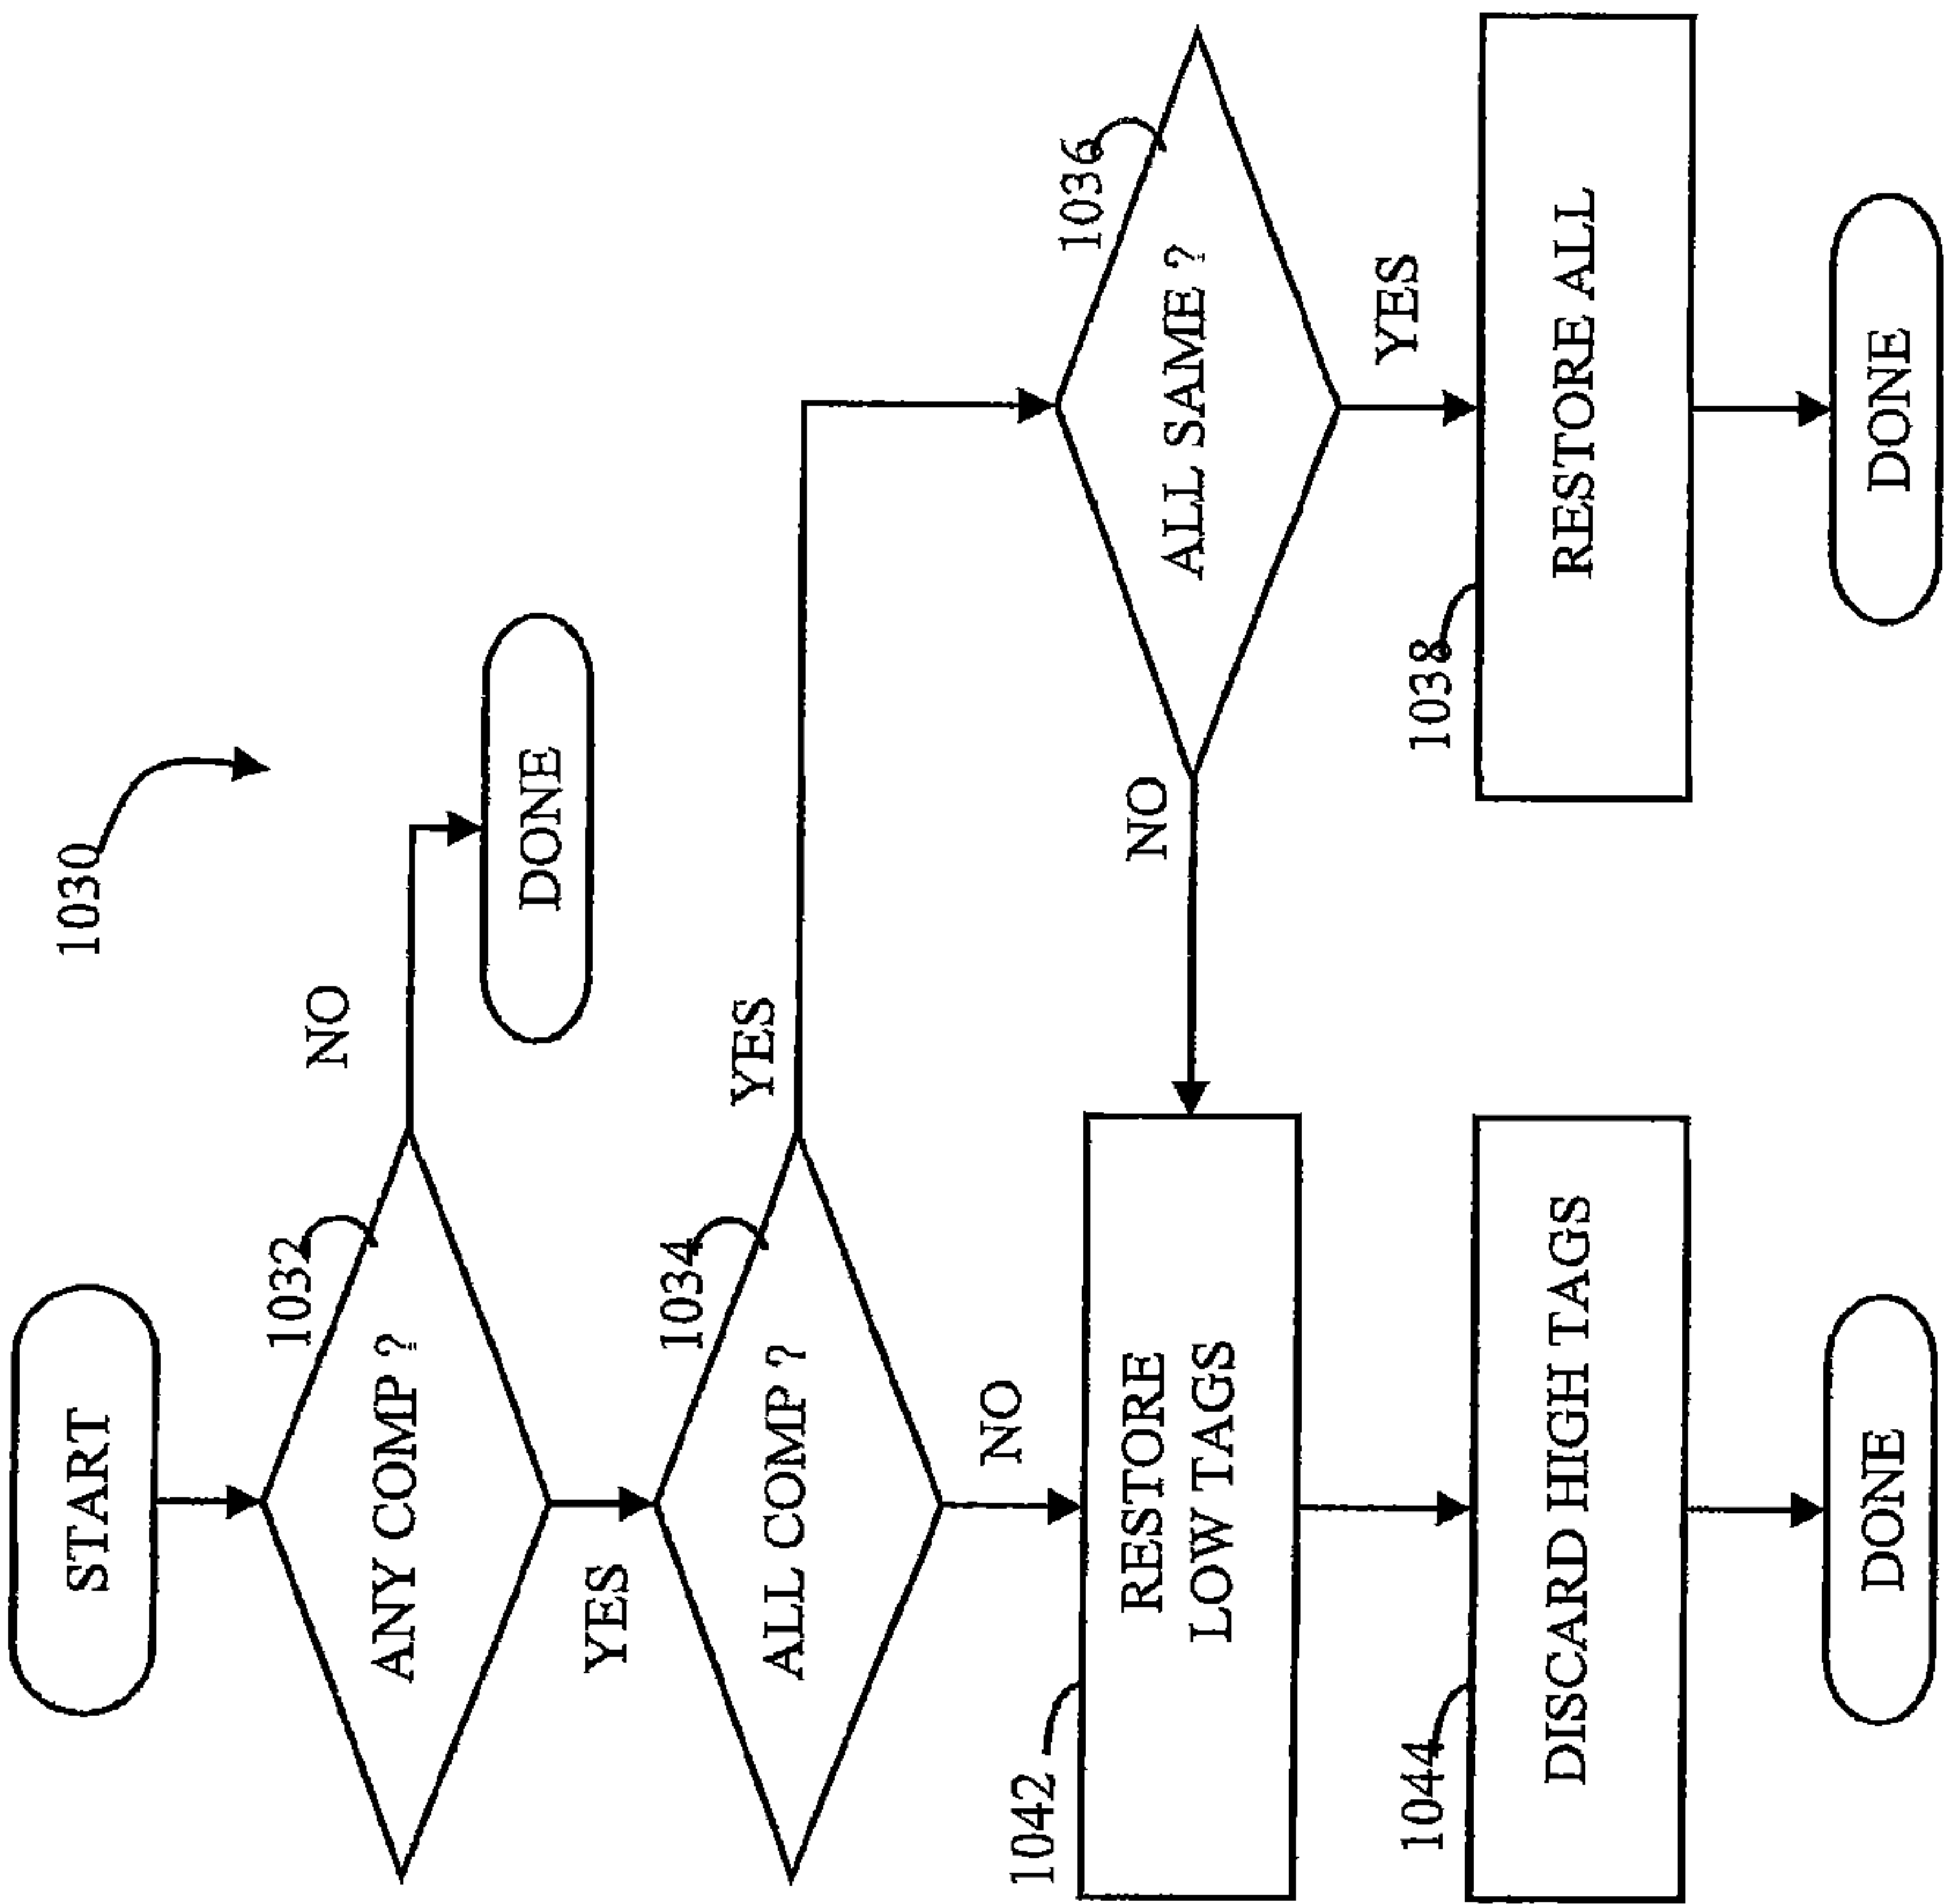 1030
START
1032
ANY COMP ?
NO
DONE
YES
1034
ALL COMP ?
YES
NO
1036
ALL SAME ?
NO
YES
1042
RESTORE
LOW TAGS
1038
RESTORE ALL
1044
DISCARD HIGH TAGS
DONE
DONE